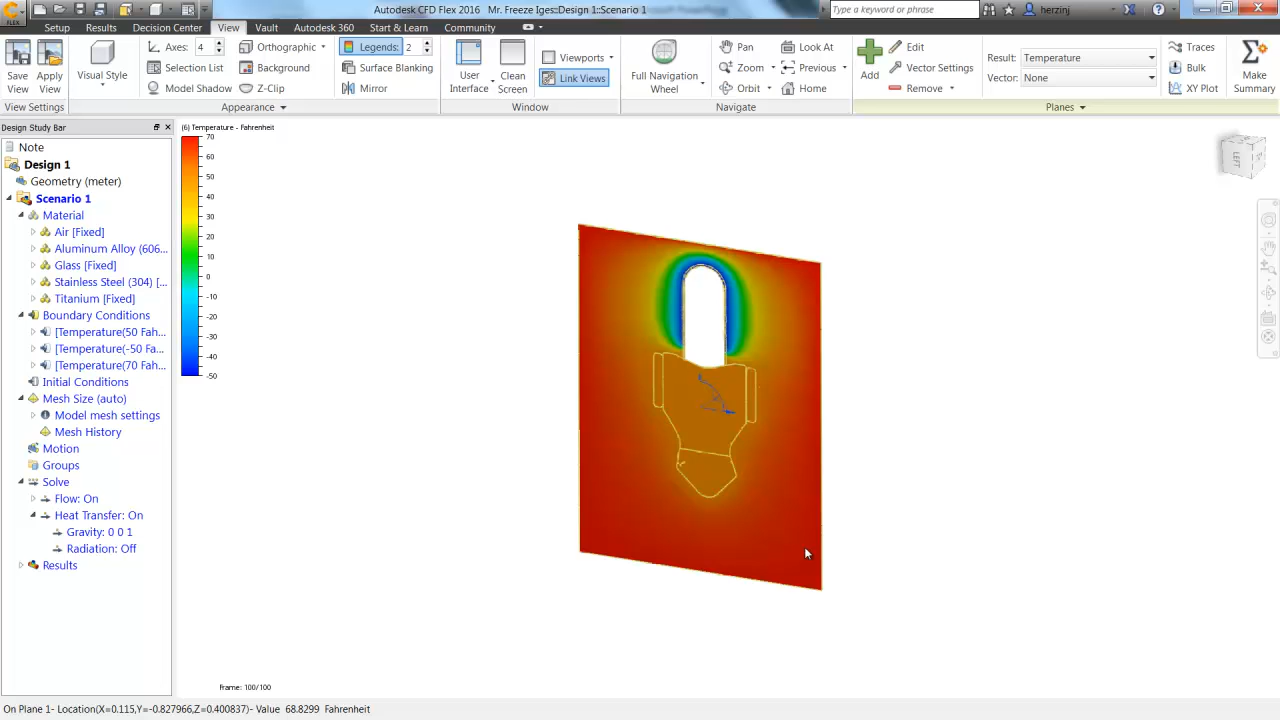 Autodesk CFD Flex 2016 Mr. Freeze Iges::Design 1::Scenario 1
Type a keyword or phrase
herzinj
FLEX
Setup Results Decision Center View Vault Autodesk 360 Start & Learn Community
Save View
Apply View
View Settings
Visual Style
Axes: 4
Selection List
Model Shadow
Orthographic
Background
Z-Clip
Legends: 2
Surface Blanking
Mirror
Appearance
User Interface
Clean Screen
Viewports
Link Views
Window
Full Navigation Wheel
Pan
Zoom
Orbit
Look At
Previous
Home
Navigate
Add
Edit
Vector Settings
Remove
Result: Temperature
Vector: None
Traces
Bulk
XY Plot
Make Summary
Planes
Design Study Bar
Note
Design 1
Geometry (meter)
Scenario 1
Material
Air [Fixed]
Aluminum Alloy (606...
Glass [Fixed]
Stainless Steel (304) [...
Titanium [Fixed]
Boundary Conditions
[Temperature(50 Fah...
[Temperature(-50 Fa...
[Temperature(70 Fah...
Initial Conditions
Mesh Size (auto)
Model mesh settings
Mesh History
Motion
Groups
Solve
Flow: On
Heat Transfer: On
Gravity: 0 0 1
Radiation: Off
Results
(6) Temperature - Fahrenheit
70
60
50
40
30
20
10
0
-10
-20
-30
-40
-50
Frame: 100/100
On Plane 1- Location(X=0.115,Y=-0.827966,Z=0.400837)- Value 68.8299 Fahrenheit